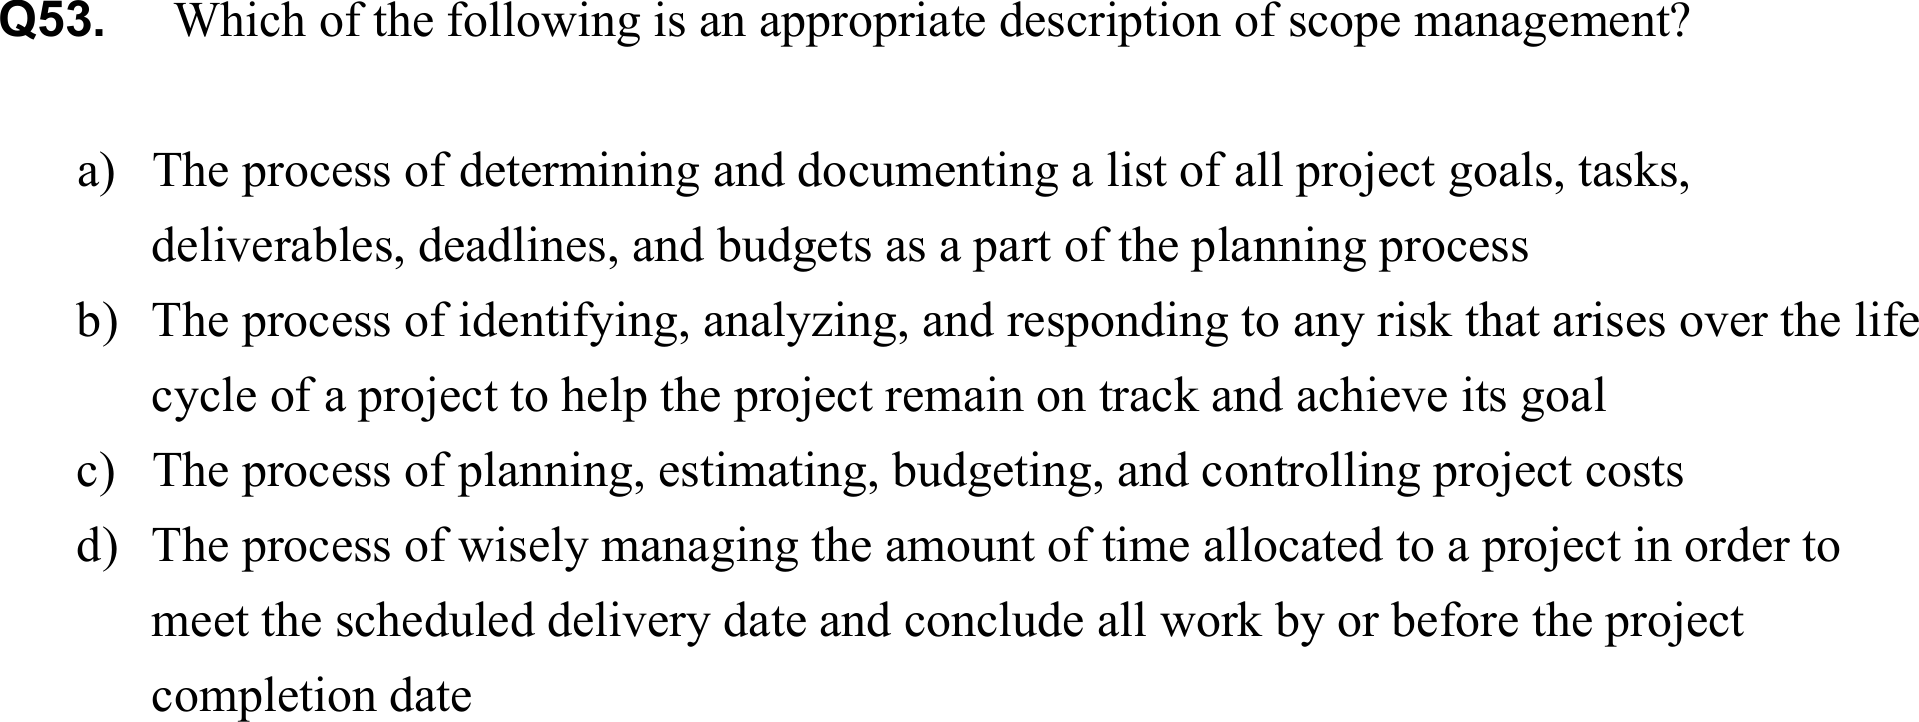 Q53. Which of the following is an appropriate description of scope management?
a) The process of determining and documenting a list of all project goals, tasks,
deliverables, deadlines, and budgets as a part of the planning process
b) The process of identifying, analyzing, and responding to any risk that arises over the life
cycle of a project to help the project remain on track and achieve its goal
c) The process of planning, estimating, budgeting, and controlling project costs
d) The process of wisely managing the amount of time allocated to a project in order to
meet the scheduled delivery date and conclude all work by or before the project
completion date